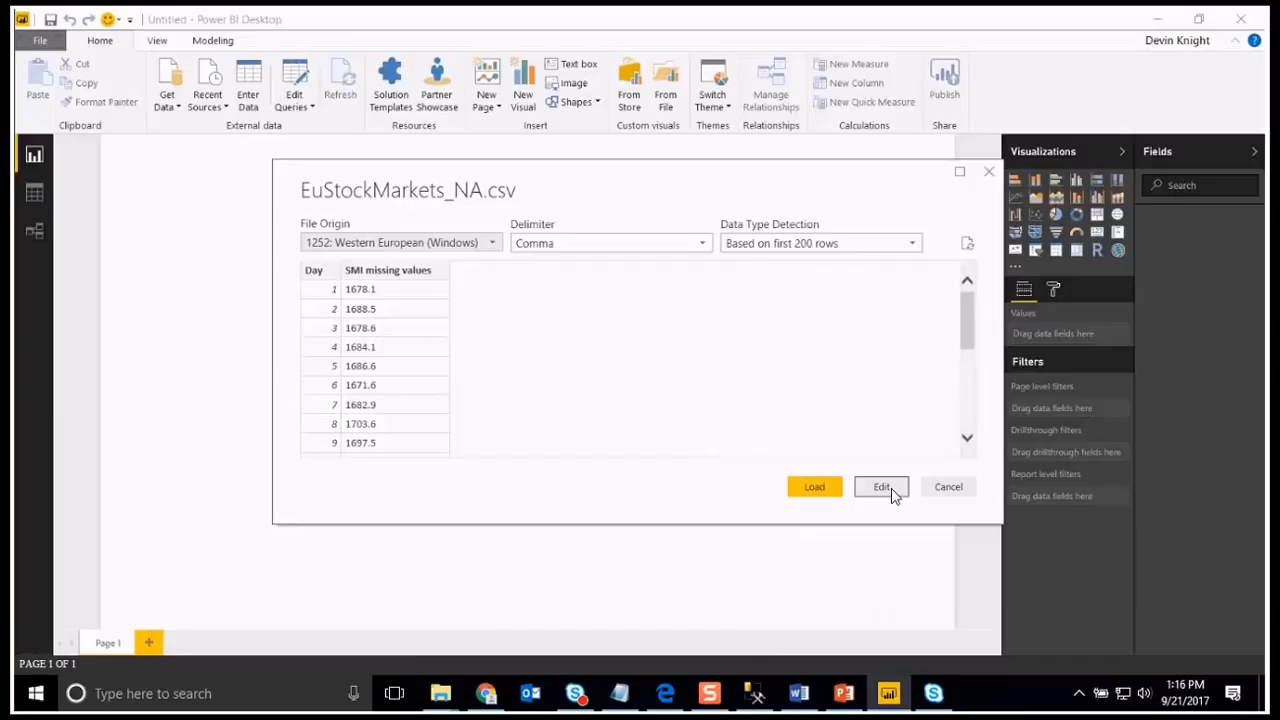 Untitled - Power BI Desktop
File
Home
View
Modeling
Devin Knight
Paste
Cut
Copy
Format Painter
Clipboard
Get Data
Recent Sources
Enter Data
Edit Queries
Refresh
External data
Solution Templates
Partner Showcase
Resources
New Page
New Visual
Text box
Image
Shapes
Insert
From Store
From File
Custom visuals
Switch Theme
Themes
Manage Relationships
Relationships
New Measure
New Column
New Quick Measure
Calculations
Publish
Share
EuStockMarkets_NA.csv
File Origin
1252: Western European (Windows)
Delimiter
Comma
Data Type Detection
Based on first 200 rows
Day SMI missing values
1 1678.1
2 1688.5
3 1678.6
4 1684.1
5 1686.6
6 1671.6
7 1682.9
8 1703.6
9 1697.5
Load
Edit
Cancel
Visualizations
R
Values
Drag data fields here
Filters
Page level filters
Drag data fields here
Drillthrough filters
Drag drillthrough fields here
Report level filters
Drag data fields here
Fields
Search
Page 1
PAGE 1 OF 1
Type here to search
1:16 PM
9/21/2017